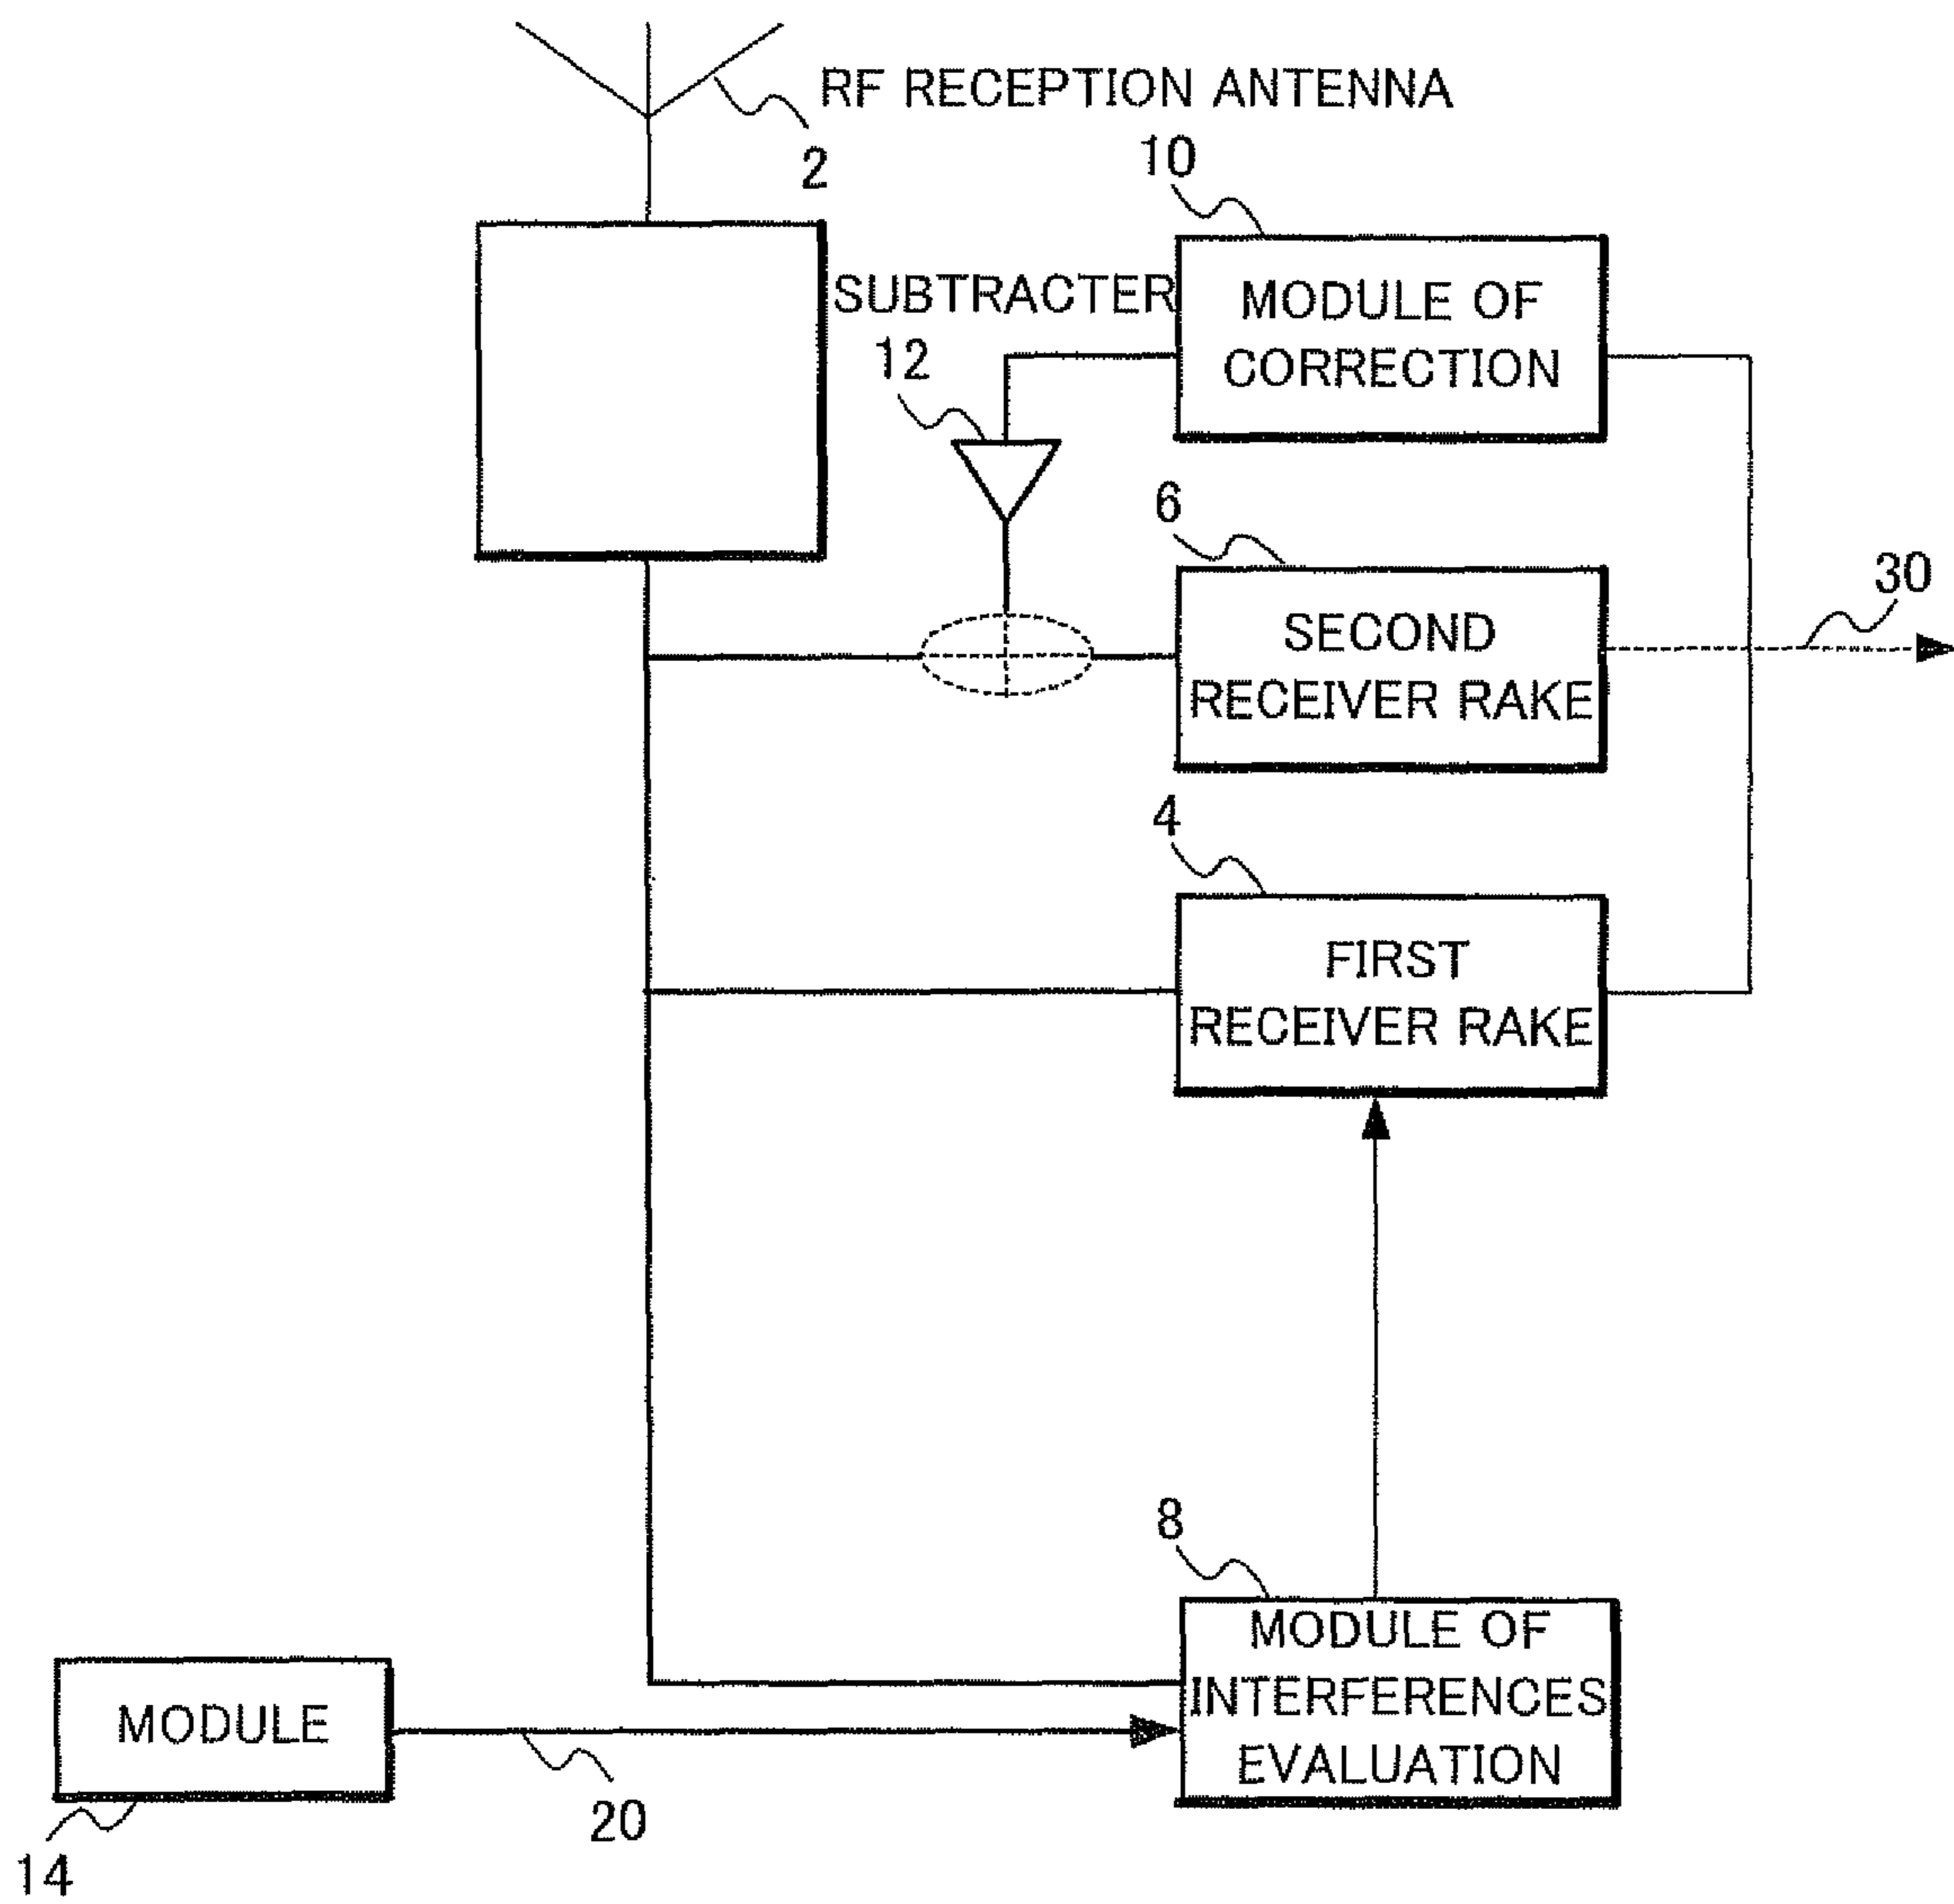 RF RECEPTION ANTENNA
2
10
SUBTRACTER
12
MODULE OF
CORRECTION
6
SECOND
RECEIVER RAKE
30
4
FIRST
RECEIVER RAKE
8
MODULE OF
INTERFERENCES
EVALUATION
MODULE
20
14